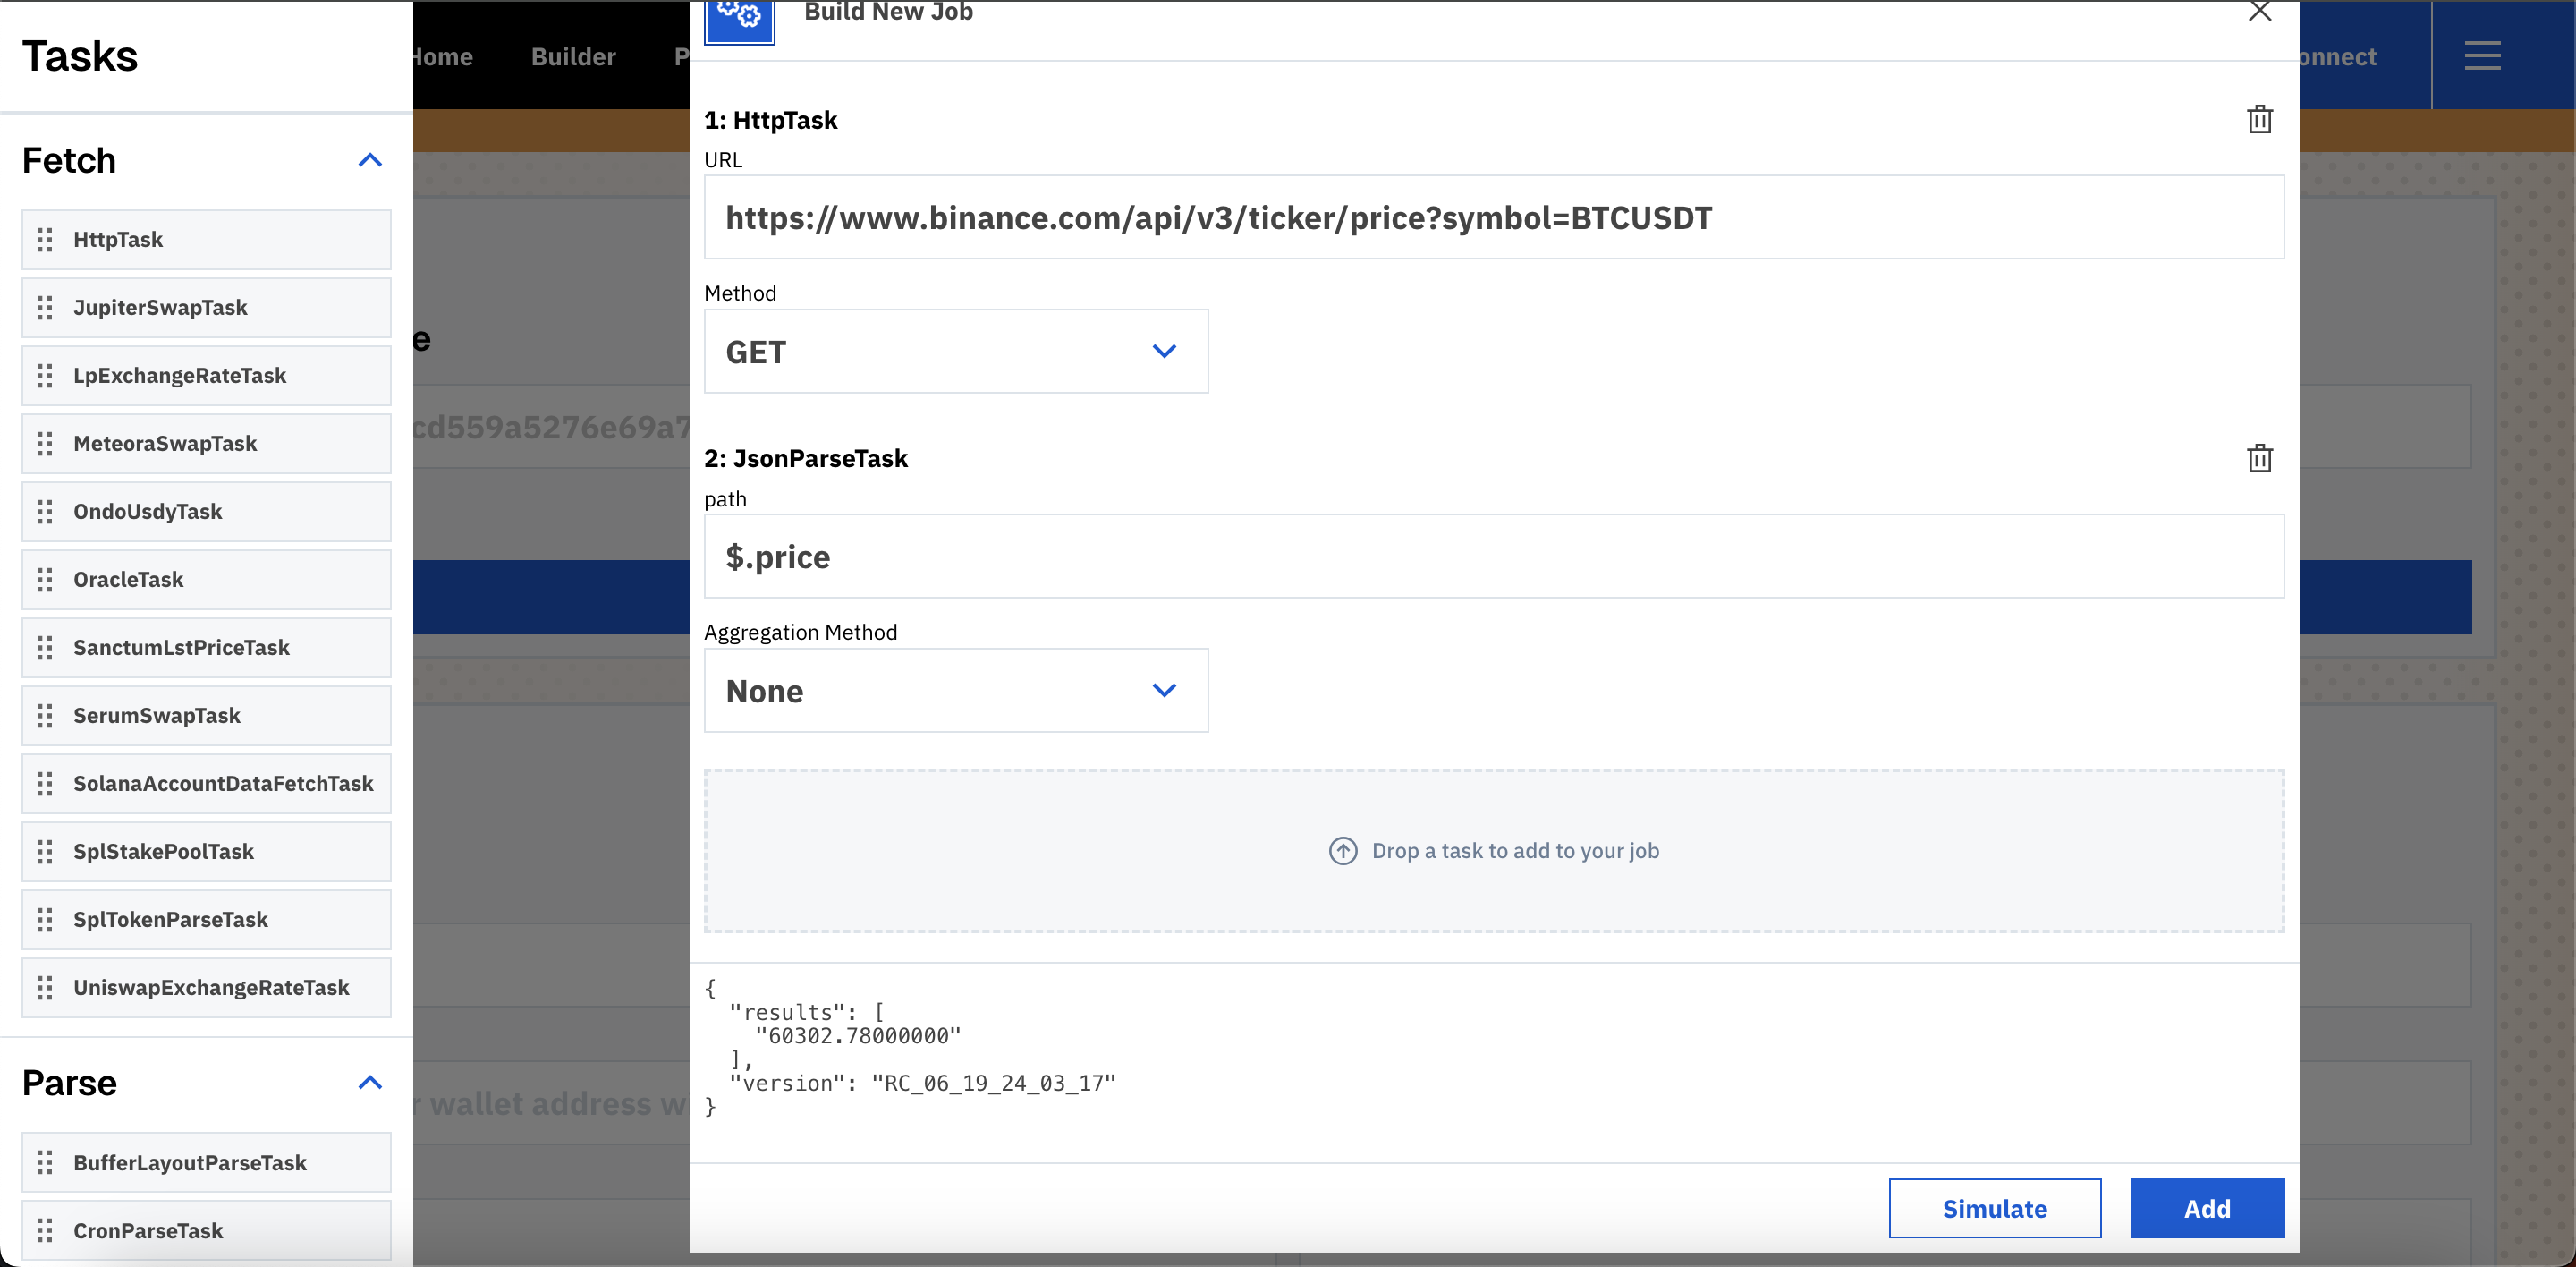 Tasks
Fetch
HttpTask
JupiterSwapTask
LpExchangeRateTask
MeteoraSwapTask
OndoUsdyTask
OracleTask
SanctumLstPriceTask
SerumSwapTask
SolanaAccountDataFetchTask
SplStakePoolTask
SplTokenParseTask
UniswapExchangeRateTask
Parse
BufferLayoutParseTask
CronParseTask
Home
Builder
P
onnect
e
cd559a5276e69a7
r wallet address w
Build New Job
1: HttpTask
URL
https://www.binance.com/api/v3/ticker/price?symbol=BTCUSDT
Method
GET
2: JsonParseTask
path
$.price
Aggregation Method
None
Drop a task to add to your job
{
"results": [
"60302.78000000"
],
"version": "RC_06_19_24_03_17"
}
Simulate
Add